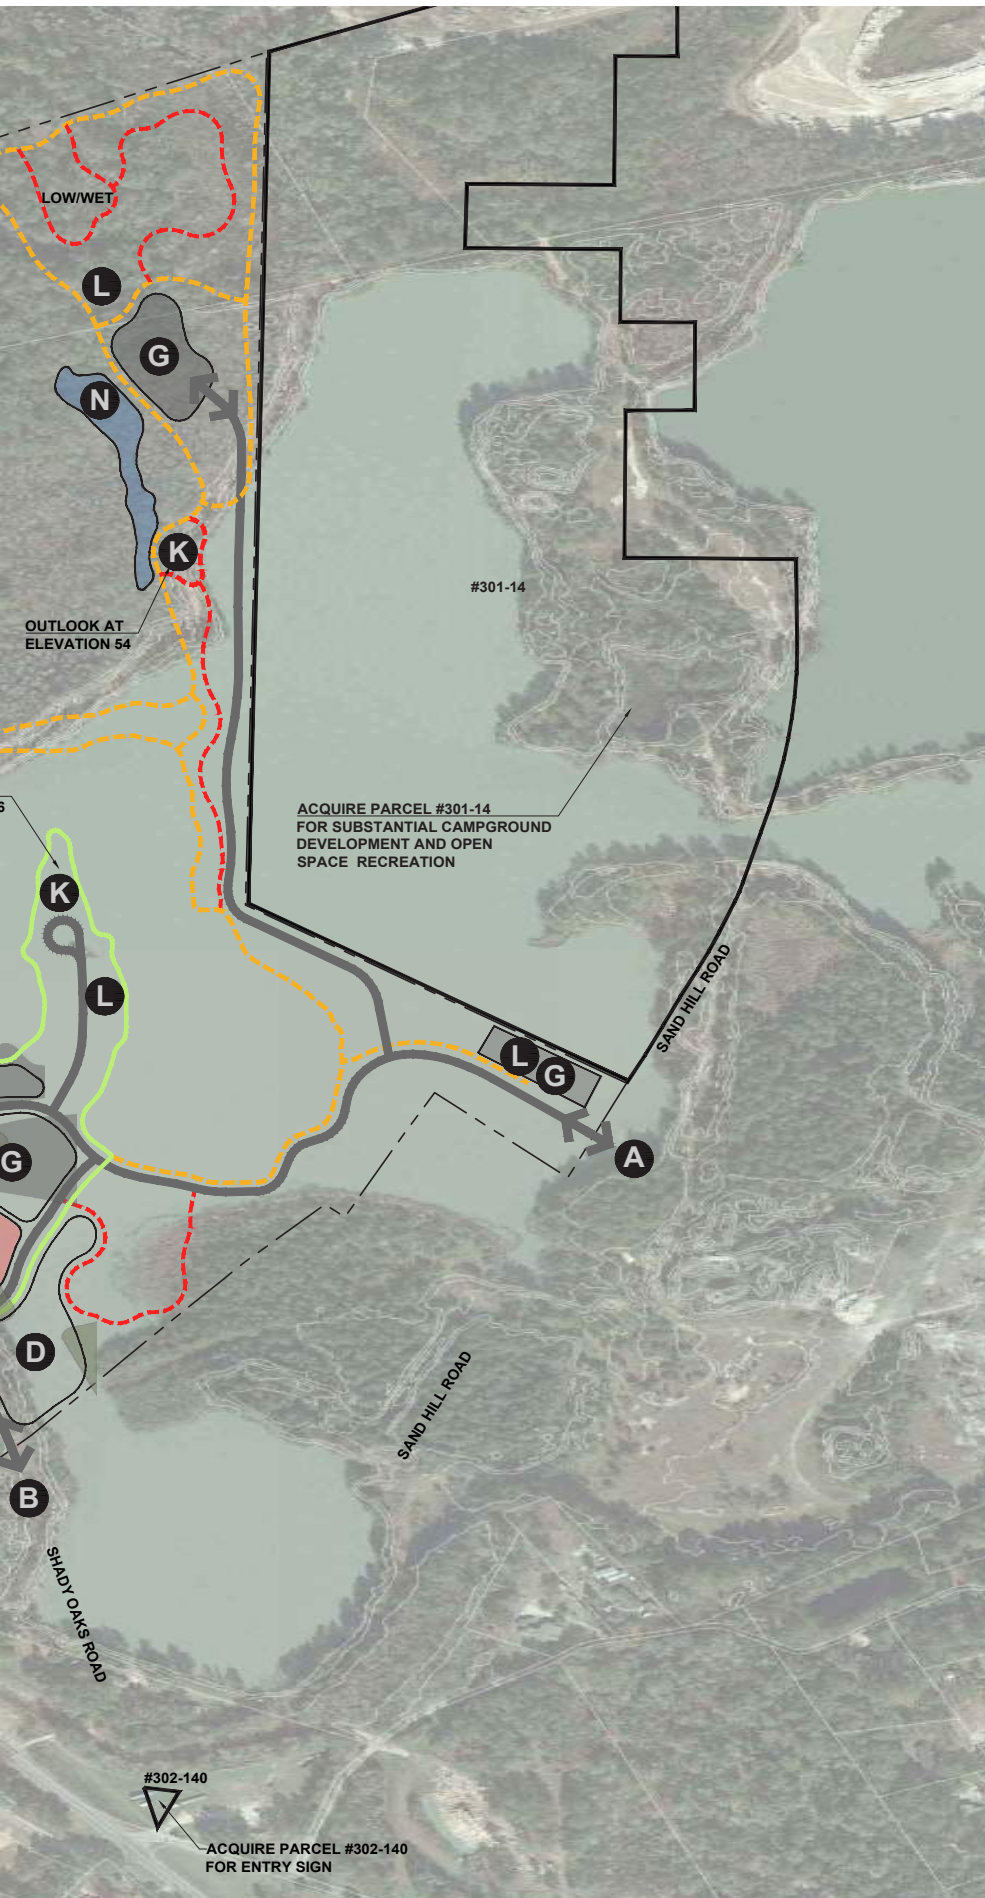 LOW/WET
L
G
N
K
OUTLOOK AT
ELEVATION 54
#301-14
ACQUIRE PARCEL #301-14
FOR SUBSTANTIAL CAMPGROUND
DEVELOPMENT AND OPEN
SPACE RECREATION
6
K
L
SAND HILL ROAD
L
G
A
G
D
SAND HILL ROAD
B
SHADY OAKS ROAD
#302-140
ACQUIRE PARCEL #302-140
FOR ENTRY SIGN